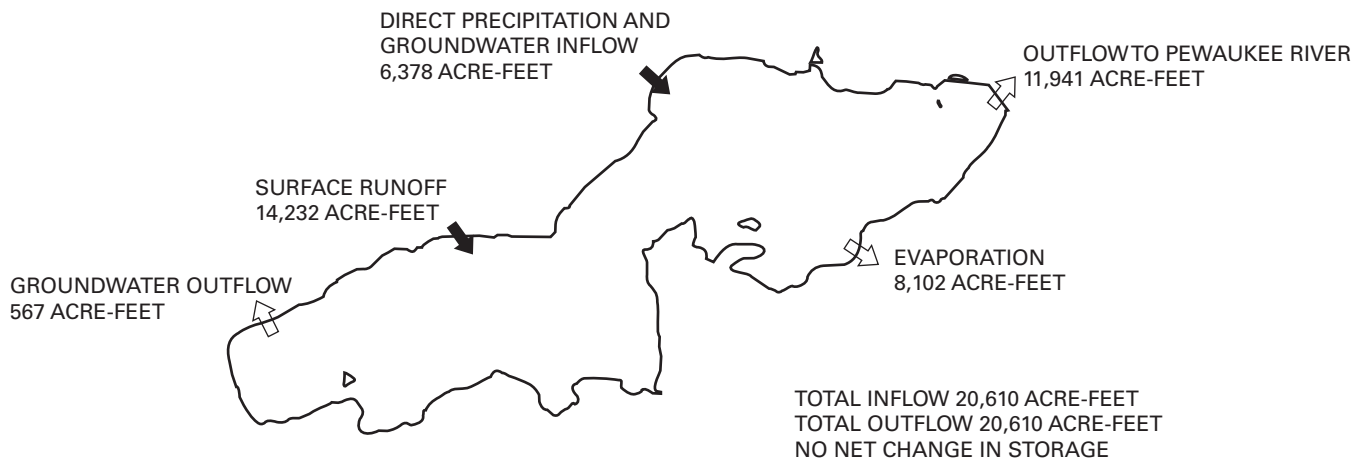 DIRECT PRECIPITATION AND
GROUNDWATER INFLOW
6,378 ACRE-FEET
OUTFLOW TO PEWAUKEE RIVER
11,941 ACRE-FEET
SURFACE RUNOFF
14,232 ACRE-FEET
GROUNDWATER OUTFLOW
567 ACRE-FEET
EVAPORATION
8,102 ACRE-FEET
TOTAL INFLOW 20,610 ACRE-FEET
TOTAL OUTFLOW 20,610 ACRE-FEET
NO NET CHANGE IN STORAGE